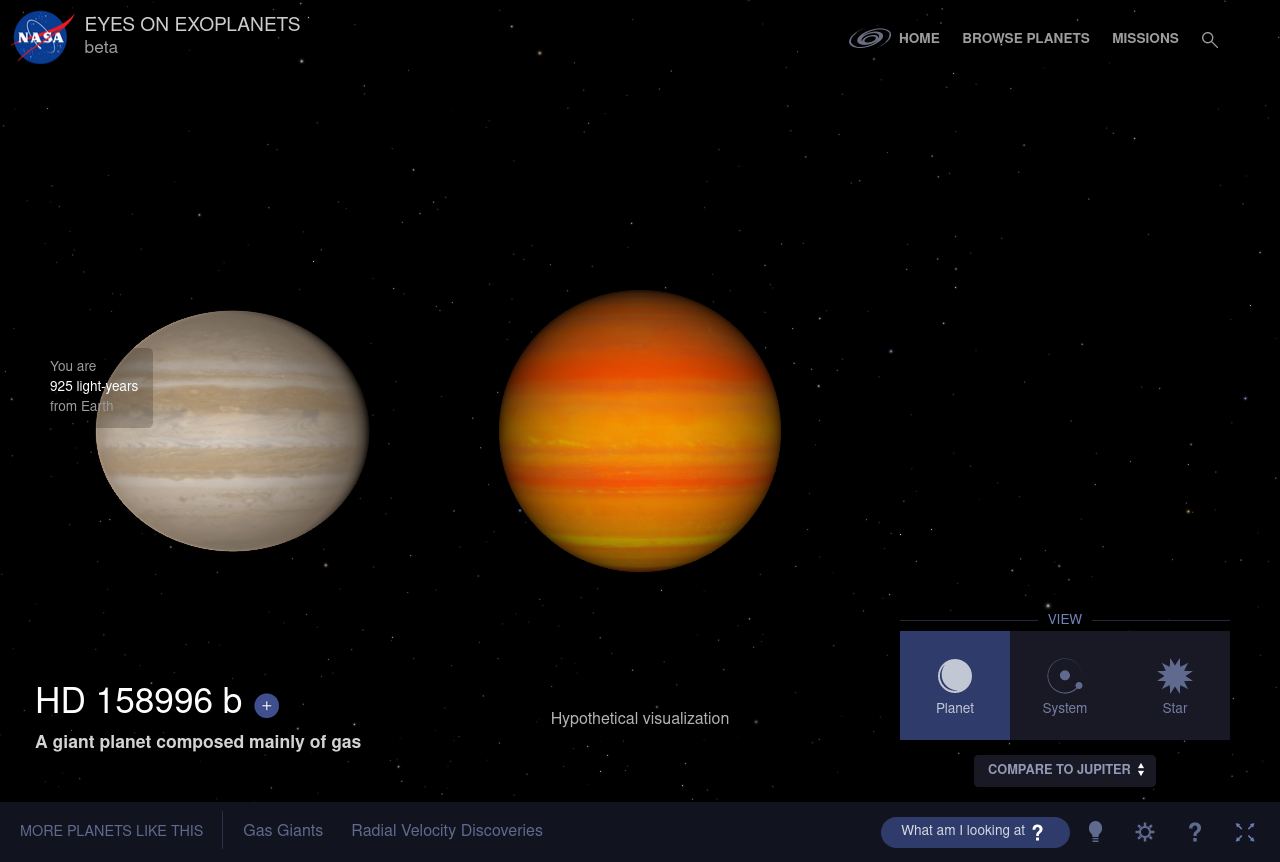 NASA
EYES ON EXOPLANETS
beta
HOME
BROWSE PLANETS
MISSIONS
You are
925 light-years
from Earth
HD 158996 b +
A giant planet composed mainly of gas
Hypothetical visualization
VIEW
Planet
System
Star
COMPARE TO JUPITER
MORE PLANETS LIKE THIS
Gas Giants
Radial Velocity Discoveries
What am I looking at ?
?